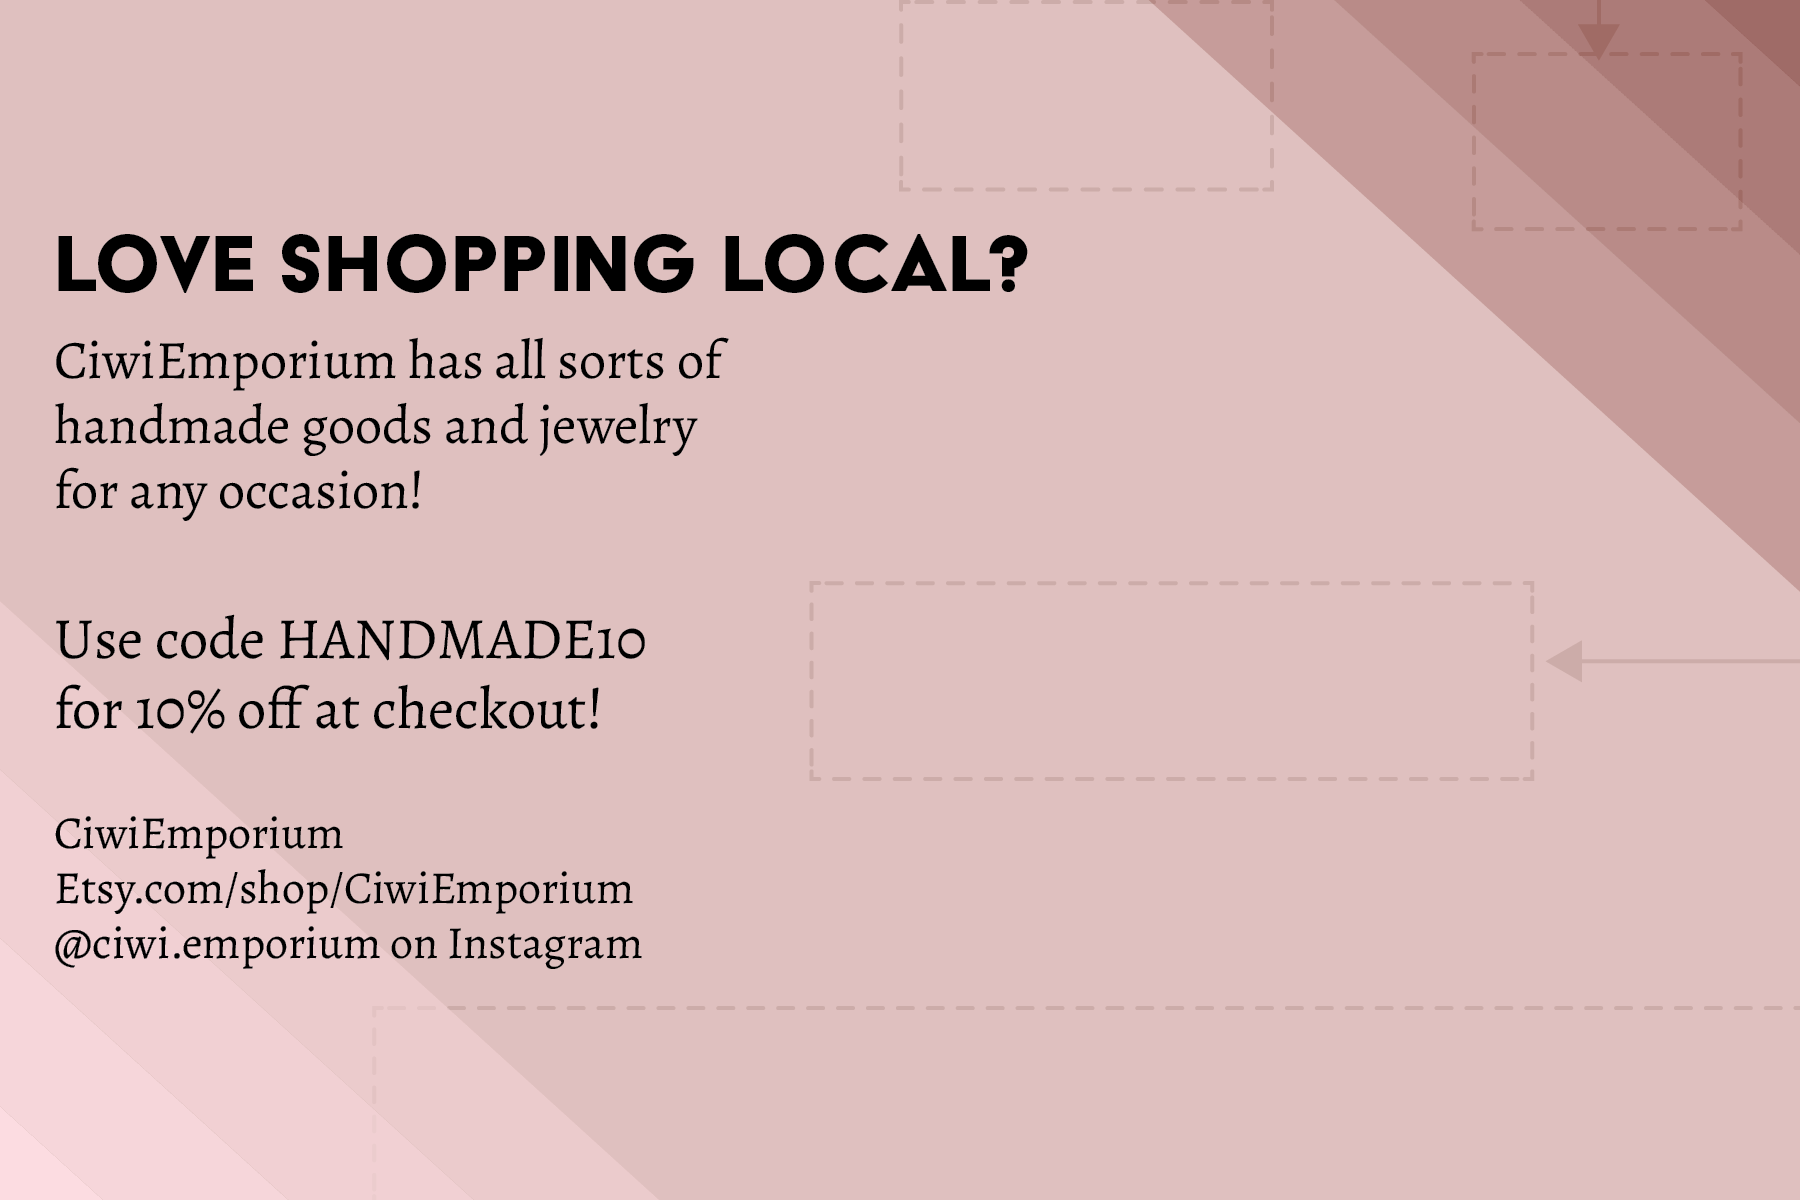 LOVE SHOPPING LOCAL?
CiwiEmporium has all sorts of
handmade goods and jewelry
for any occasion!
Use code HANDMADE10
for 10% off at checkout!
CiwiEmporium
Etsy.com/shop/CiwiEmporium
@ciwi.emporium on Instagram